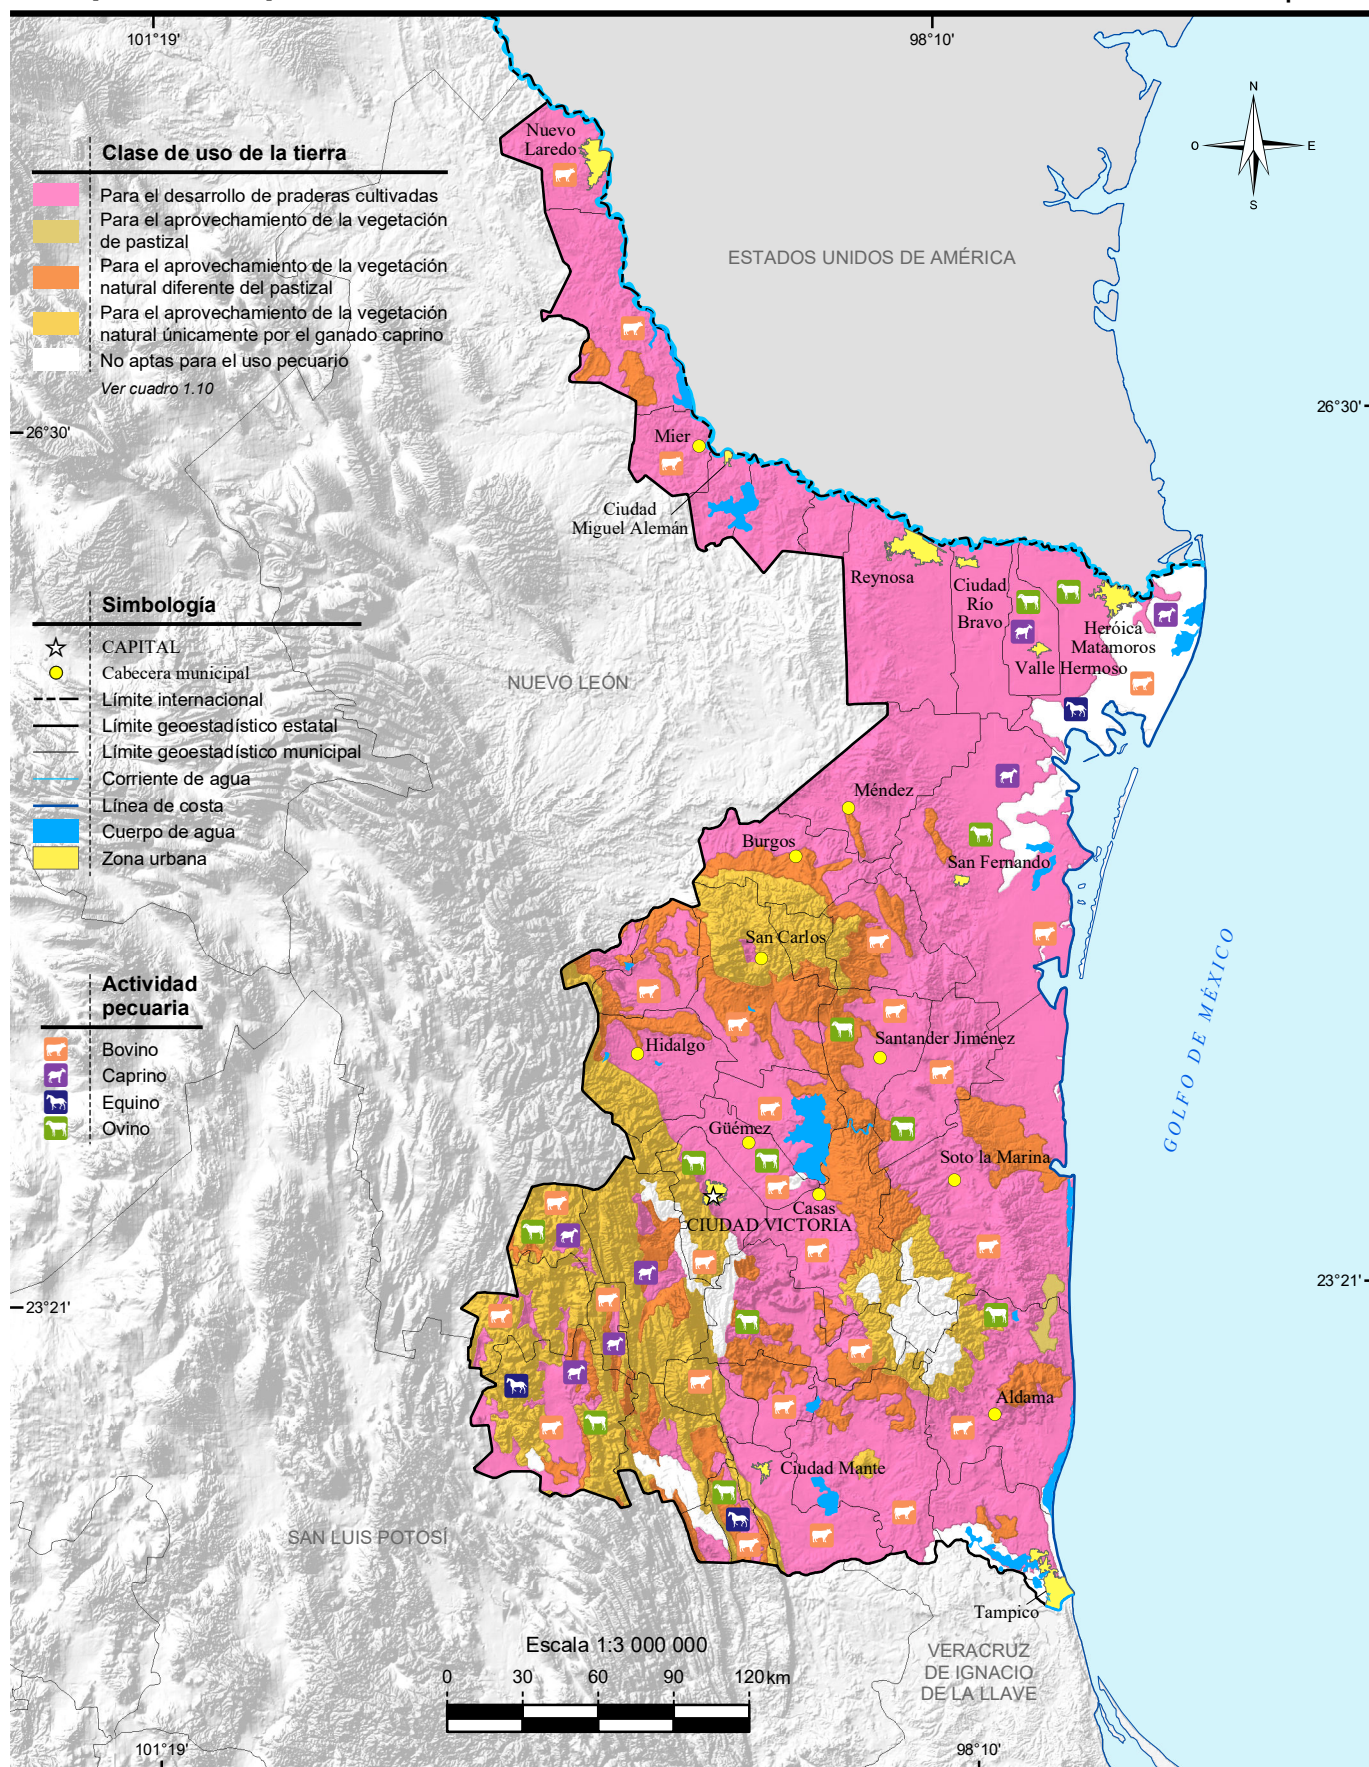 101°19'
98°10'
N
O
E
S
Clase de uso de la tierra
Para el desarrollo de praderas cultivadas
Para el aprovechamiento de la vegetación
de pastizal
Para el aprovechamiento de la vegetación
natural diferente del pastizal
Para el aprovechamiento de la vegetación
natural únicamente por el ganado caprino
No aptas para el uso pecuario
Ver cuadro 1.10
Nuevo
Laredo
ESTADOS UNIDOS DE AMÉRICA
26°30'
26°30'
Mier
Ciudad
Miguel Alemán
Reynosa
Ciudad
Río
Bravo
Heróica
Matamoros
Valle Hermoso
NUEVO LEÓN
Simbología
CAPITAL
Cabecera municipal
Límite internacional
Límite geoestadístico estatal
Límite geoestadístico municipal
Corriente de agua
Línea de costa
Cuerpo de agua
Zona urbana
Méndez
Burgos
San Fernando
San Carlos
GOLFO DE MÉXICO
Actividad
pecuaria
Bovino
Caprino
Equino
Ovino
Hidalgo
Santander Jiménez
Güémez
Soto la Marina
Casas
CIUDAD VICTORIA
23°21'
23°21'
Aldama
Ciudad Mante
SAN LUIS POTOSÍ
Tampico
Escala 1:3 000 000
0
30
60
90
120 km
VERACRUZ
DE IGNACIO
DE LA LLAVE
101°19'
98°10'